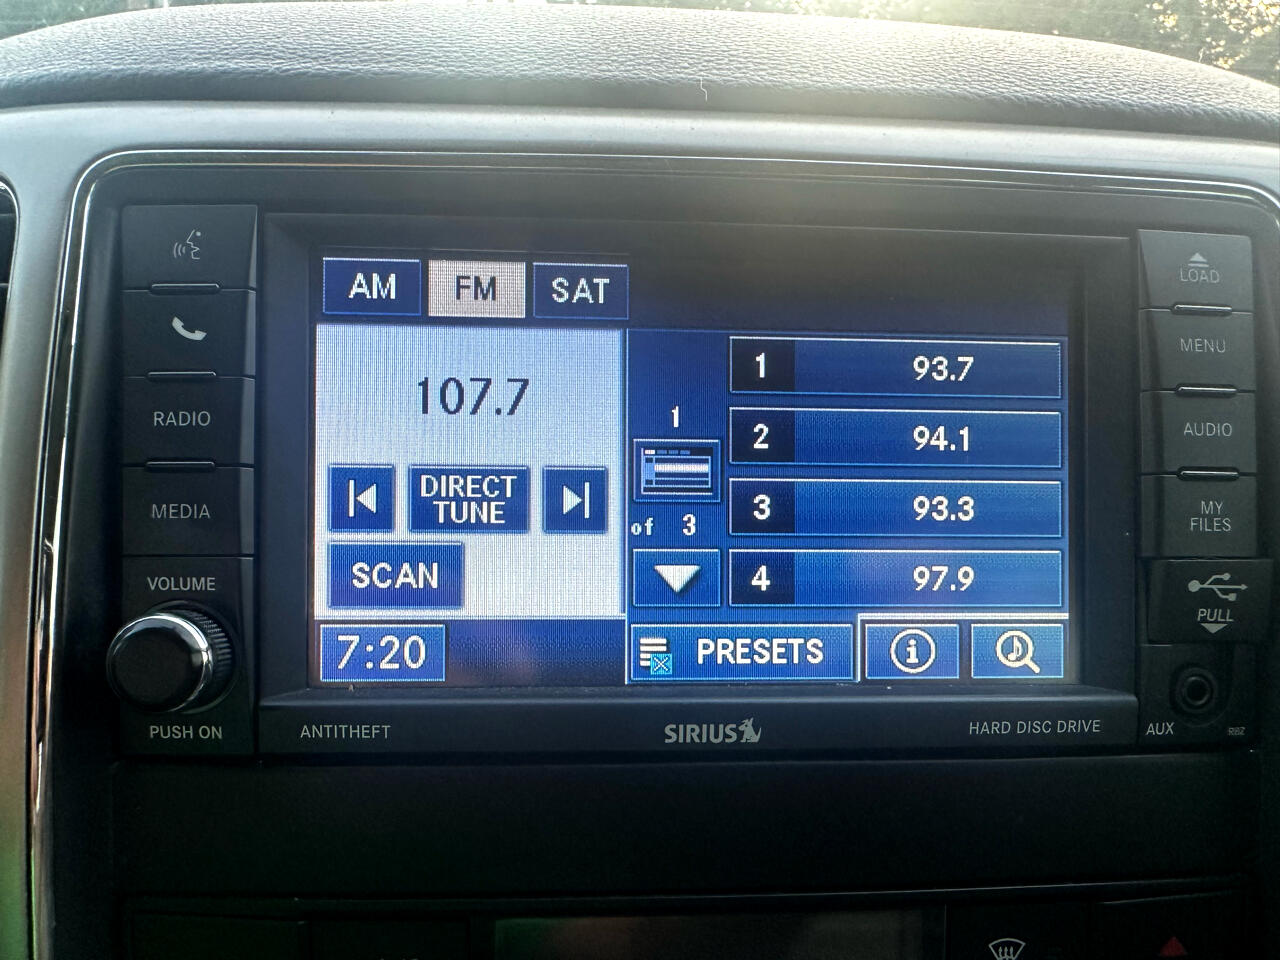 AM FM SAT
107.7
DIRECT
TUNE
SCAN
7:20
1
of 3
1 93.7
2 94.1
3 93.3
4 97.9
PRESETS
RADIO
MEDIA
VOLUME
PUSH ON
LOAD
MENU
AUDIO
MY
FILES
PULL
AUX
RBZ
ANTITHEFT
SIRIUS
HARD DISC DRIVE